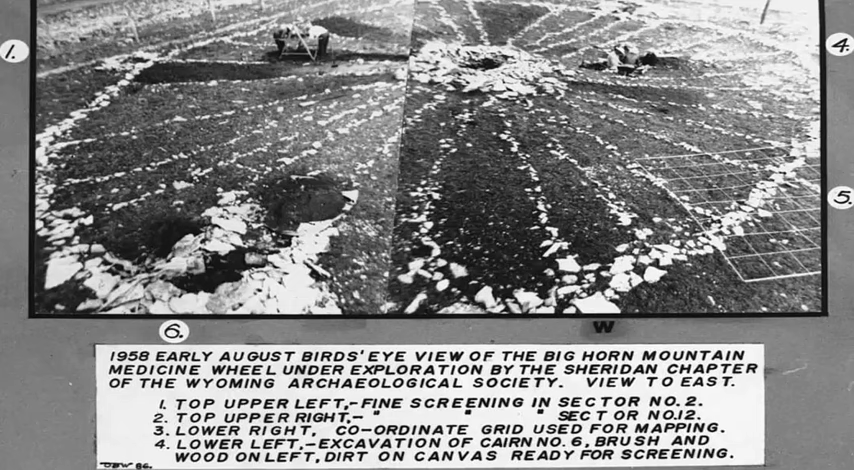 1.
4.
5.
6.
W
1958 EARLY AUGUST BIRDS' EYE VIEW OF THE BIG HORN MOUNTAIN
MEDICINE WHEEL UNDER EXPLORATION BY THE SHERIDAN CHAPTER
OF THE WYOMING ARCHAEOLOGICAL SOCIETY. VIEW TO EAST.
1. TOP UPPER LEFT,-FINE SCREENING IN SECTOR NO. 2.
2. TOP UPPER RIGHT,- " " " SECTOR NO. 12.
3. LOWER RIGHT, CO-ORDINATE GRID USED FOR MAPPING.
4. LOWER LEFT,-EXCAVATION OF CAIRN NO. 6, BRUSH AND
WOOD ON LEFT, DIRT ON CANVAS READY FOR SCREENING.
86.